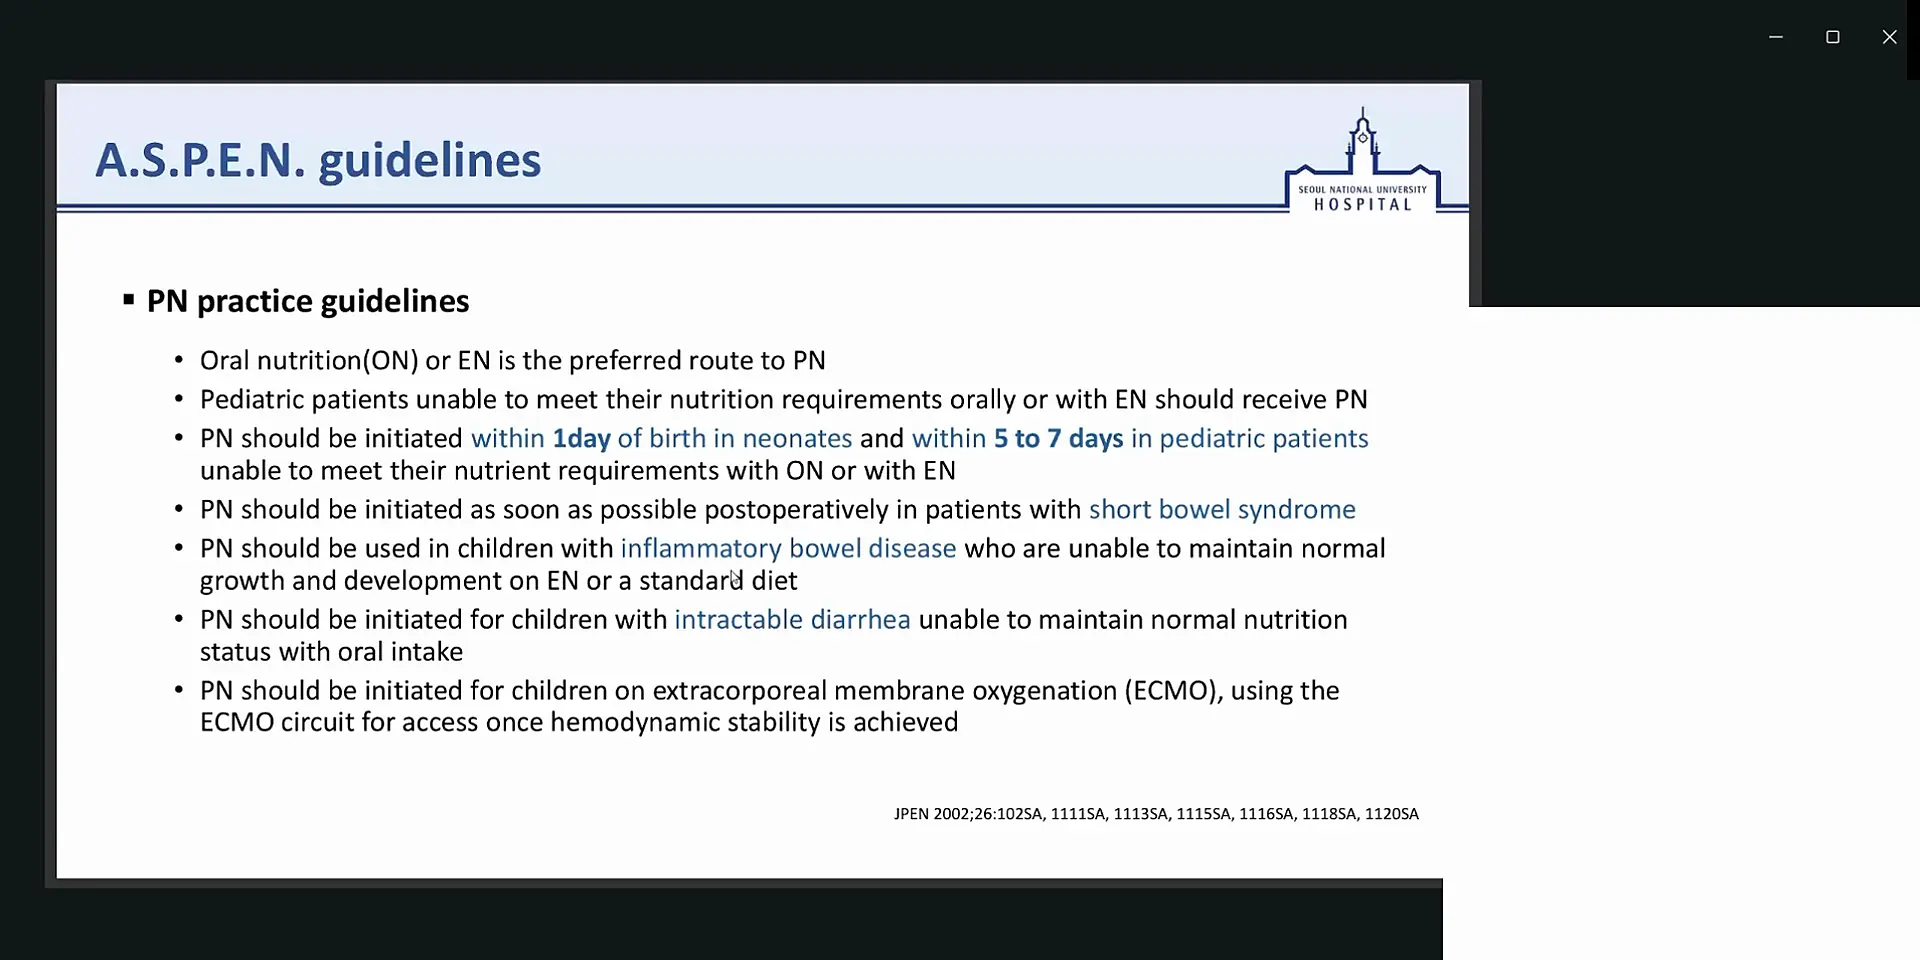 A.S.P.E.N. guidelines
SEOUL NATIONAL UNIVERSITY
HOSPITAL
▪ PN practice guidelines
• Oral nutrition(ON) or EN is the preferred route to PN
• Pediatric patients unable to meet their nutrition requirements orally or with EN should receive PN
• PN should be initiated within 1day of birth in neonates and within 5 to 7 days in pediatric patients
unable to meet their nutrient requirements with ON or with EN
• PN should be initiated as soon as possible postoperatively in patients with short bowel syndrome
• PN should be used in children with inflammatory bowel disease who are unable to maintain normal
growth and development on EN or a standard diet
• PN should be initiated for children with intractable diarrhea unable to maintain normal nutrition
status with oral intake
• PN should be initiated for children on extracorporeal membrane oxygenation (ECMO), using the
ECMO circuit for access once hemodynamic stability is achieved
JPEN 2002;26:102SA, 1111SA, 1113SA, 1115SA, 1116SA, 1118SA, 1120SA